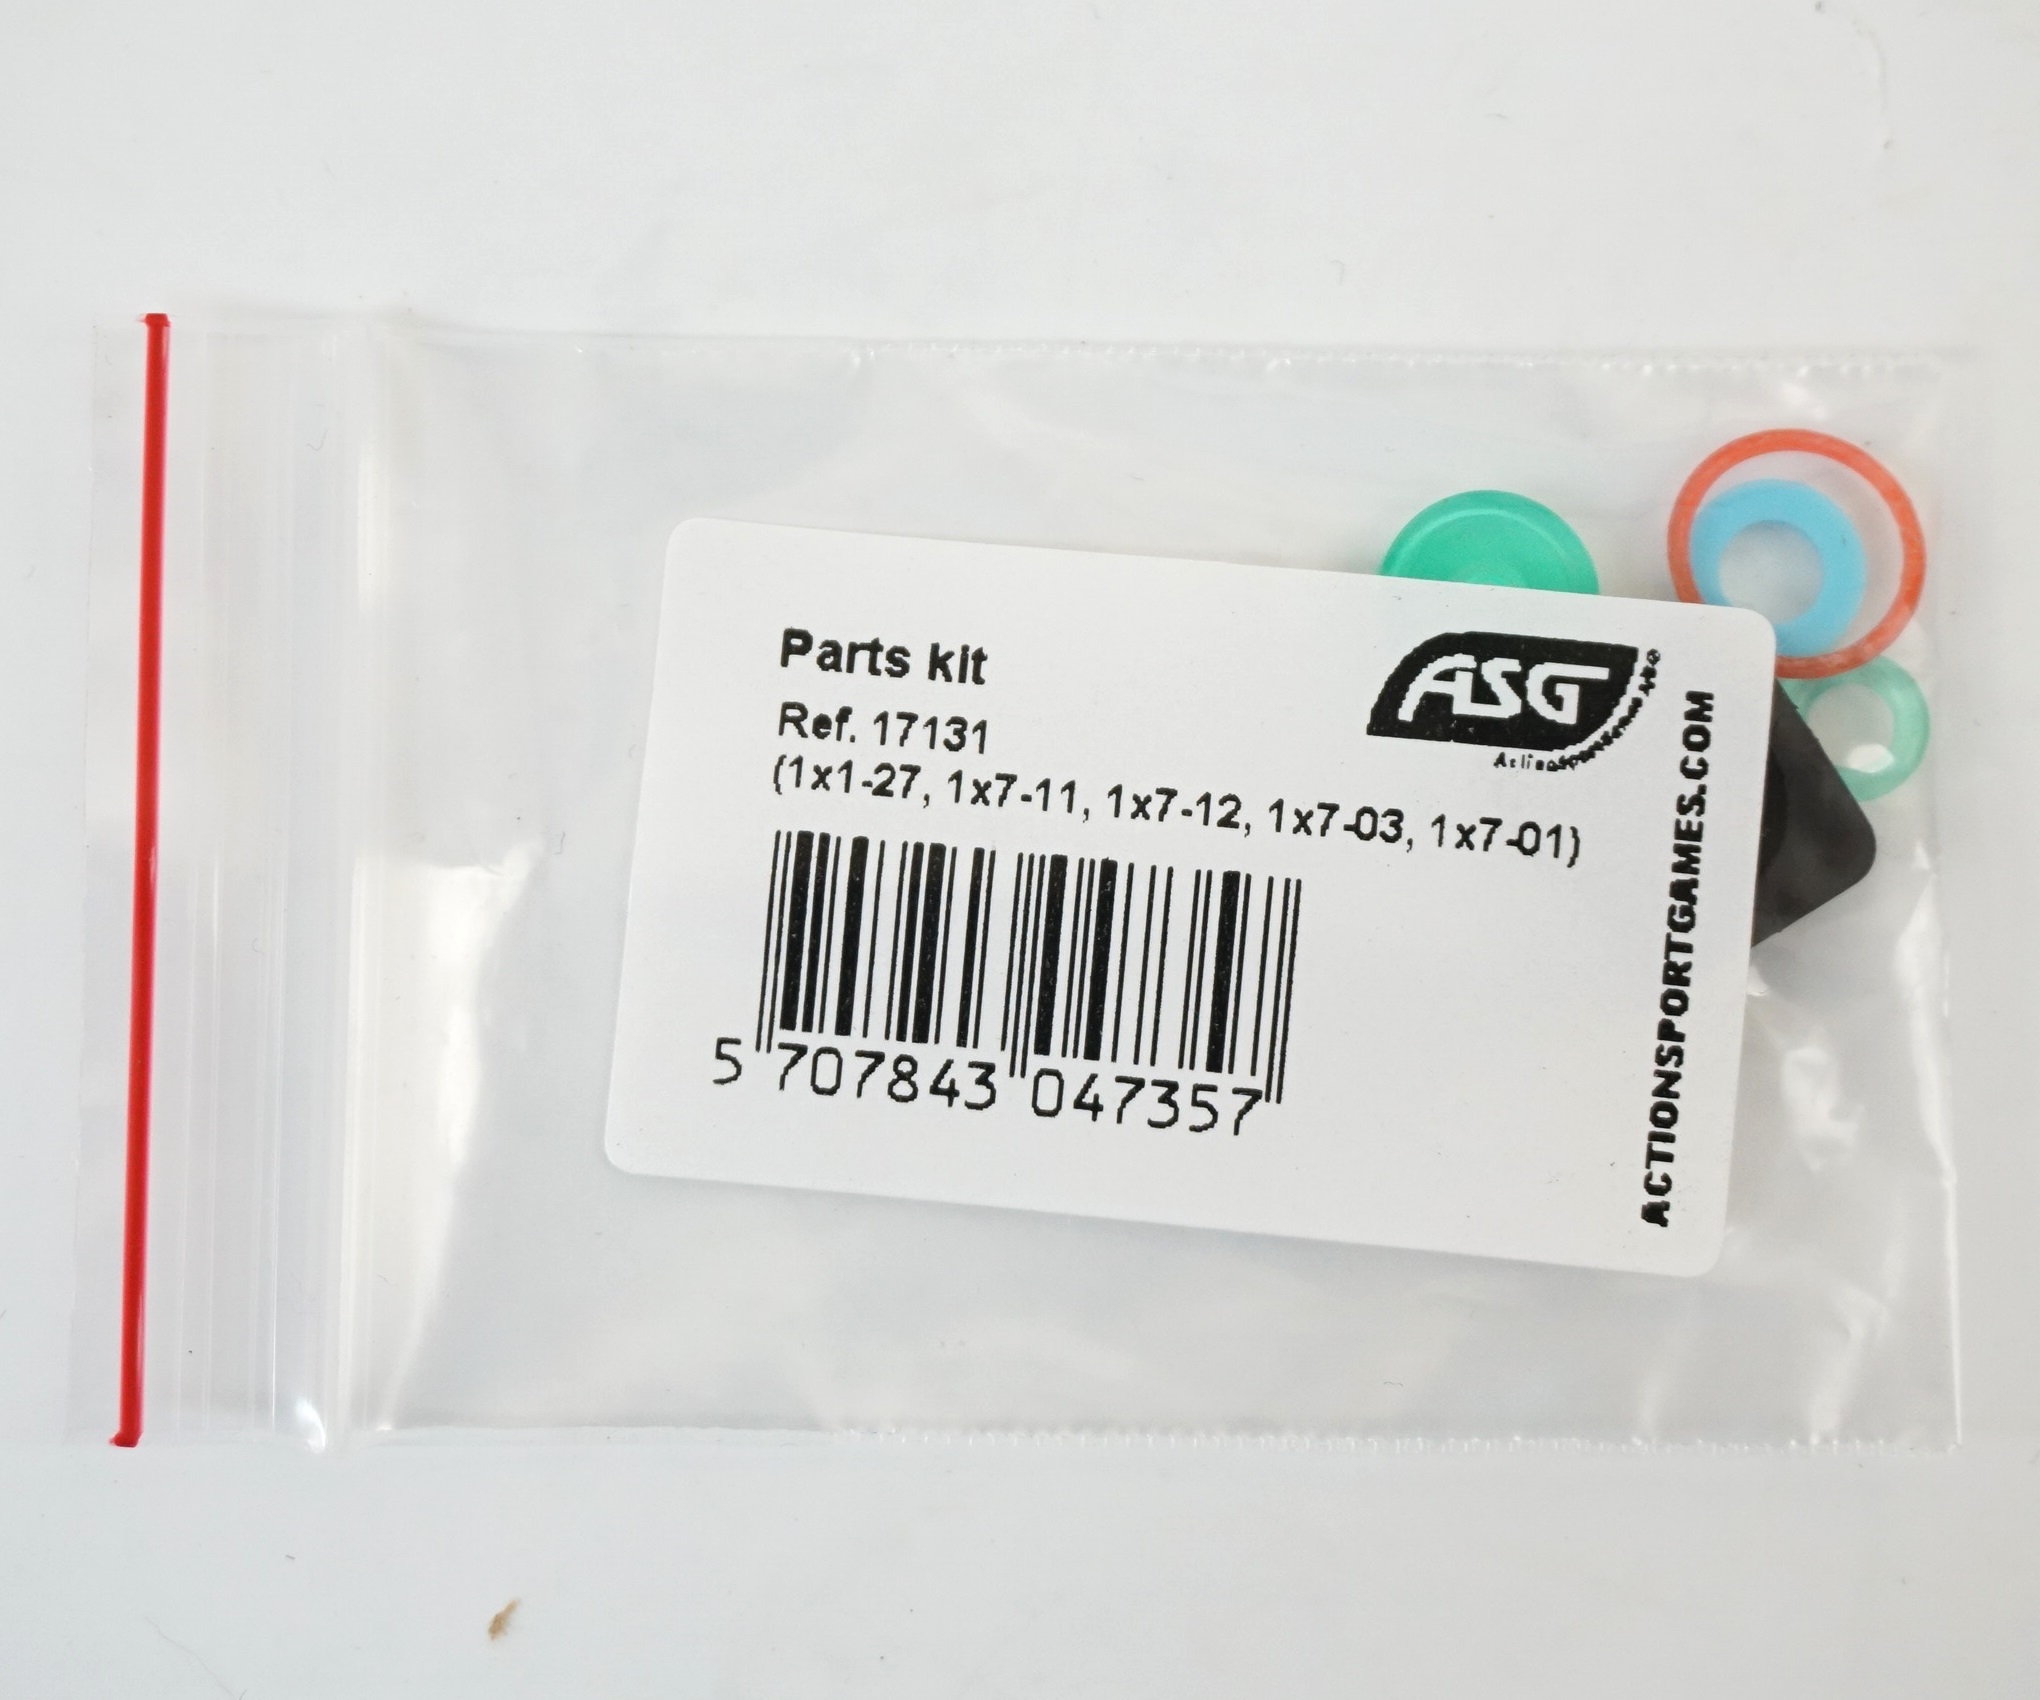 Parts kit
Ref. 17131
(1x1-27, 1x7-11, 1x7-12, 1x7-03, 1x7-01)
ASG
ACTIONSPORTGAMES.COM
5 707843 047357